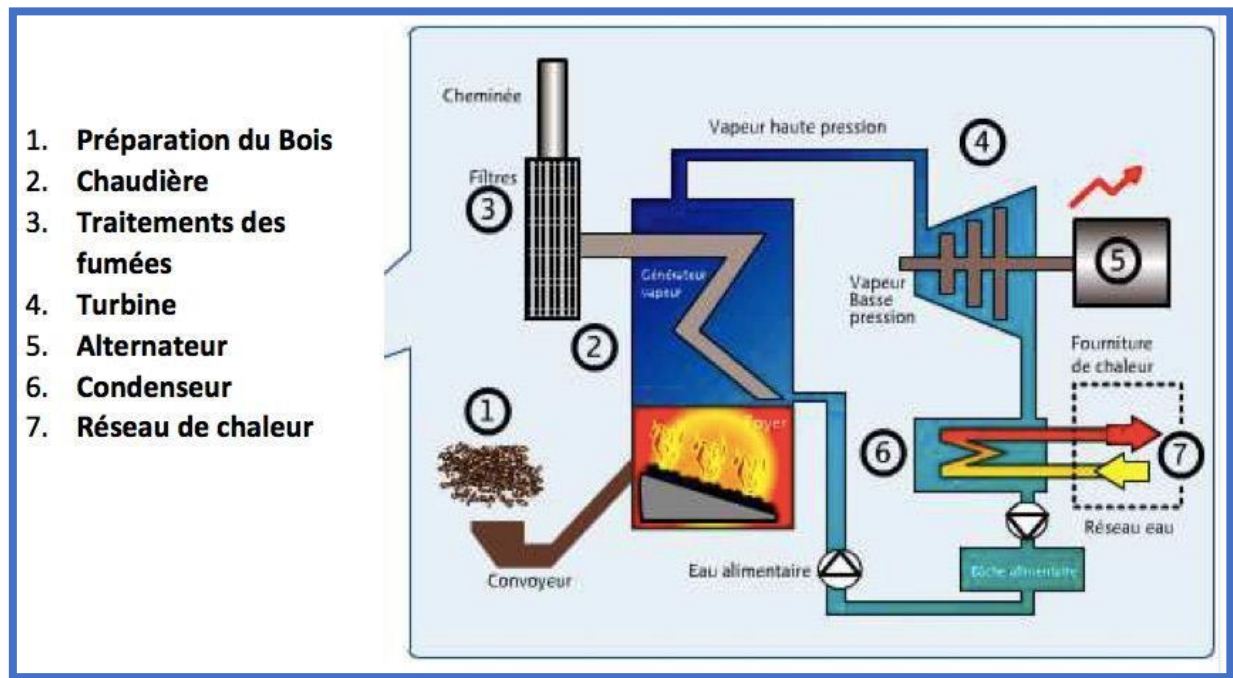 1. Préparation du Bois
2. Chaudière
3. Traitements des
fumées
4. Turbine
5. Alternateur
6. Condenseur
7. Réseau de chaleur
Cheminée
Filtres
3
Vapeur haute pression
4
Générateur
vapeur
2
Vapeur
Basse
pression
5
Fourniture
de chaleur
1
Foyer
6
7
Réseau eau
Convoyeur
Eau alimentaire
Bâche alimentaire